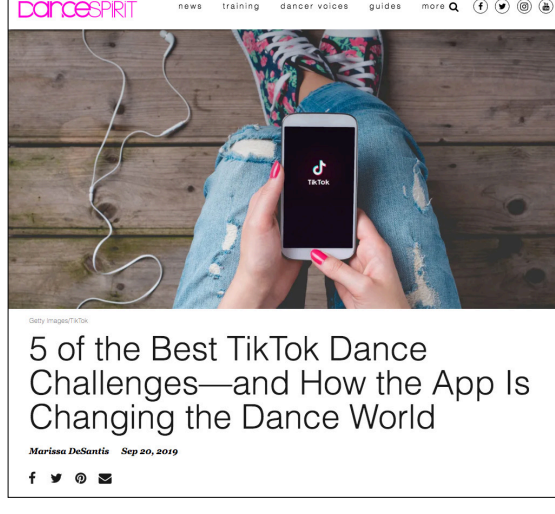 DANCESPIRIT
news training dancer voices guides more
TikTok
Getty Images/TikTok
5 of the Best TikTok Dance
Challenges—and How the App Is
Changing the Dance World
Marissa DeSantis Sep 20, 2019